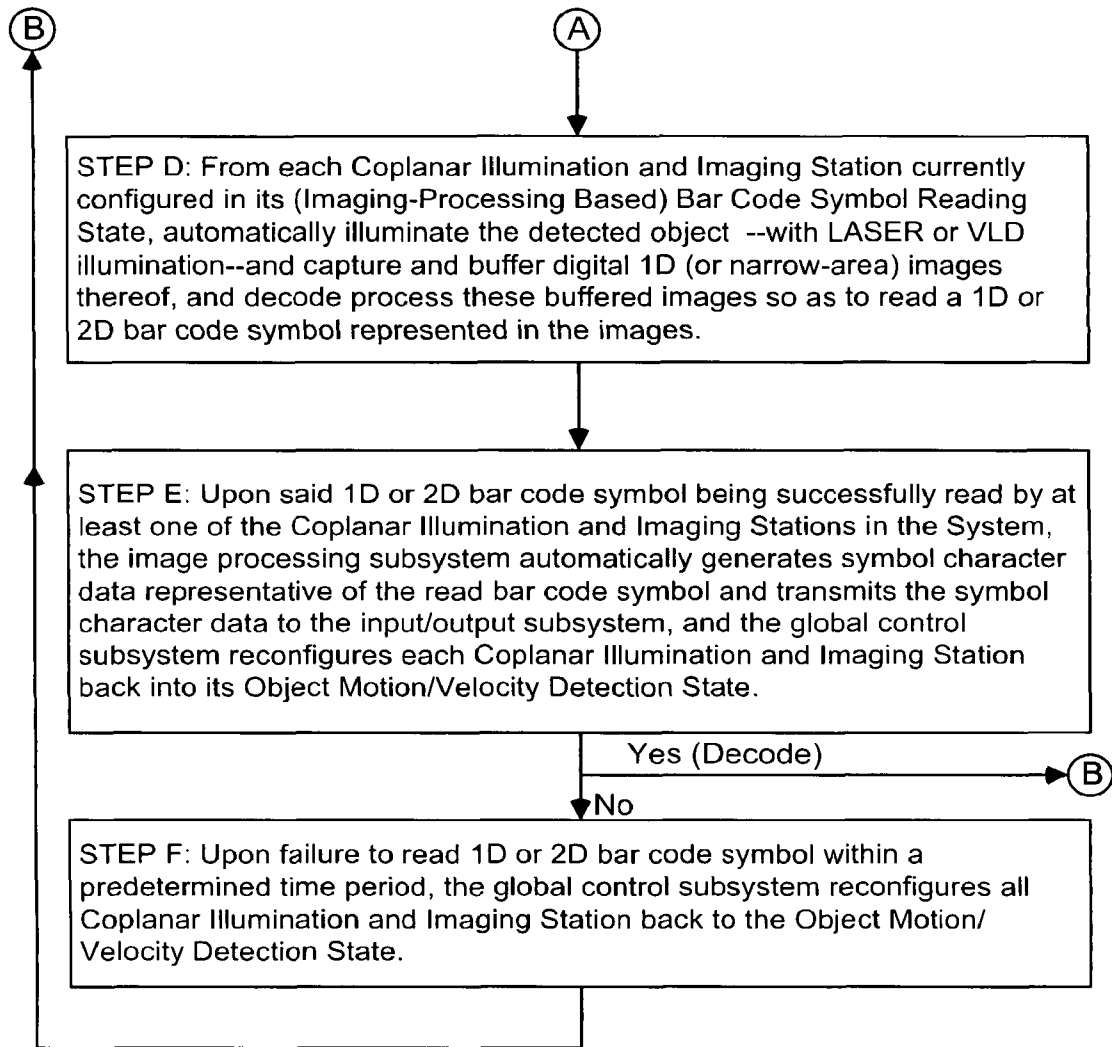 B
A
STEP D: From each Coplanar Illumination and Imaging Station currently
configured in its (Imaging-Processing Based) Bar Code Symbol Reading
State, automatically illuminate the detected object --with LASER or VLD
illumination--and capture and buffer digital 1D (or narrow-area) images
thereof, and decode process these buffered images so as to read a 1D or
2D bar code symbol represented in the images.
STEP E: Upon said 1D or 2D bar code symbol being successfully read by at
least one of the Coplanar Illumination and Imaging Stations in the System,
the image processing subsystem automatically generates symbol character
data representative of the read bar code symbol and transmits the symbol
character data to the input/output subsystem, and the global control
subsystem reconfigures each Coplanar Illumination and Imaging Station
back into its Object Motion/Velocity Detection State.
Yes (Decode)
B
No
STEP F: Upon failure to read 1D or 2D bar code symbol within a
predetermined time period, the global control subsystem reconfigures all
Coplanar Illumination and Imaging Station back to the Object Motion/
Velocity Detection State.